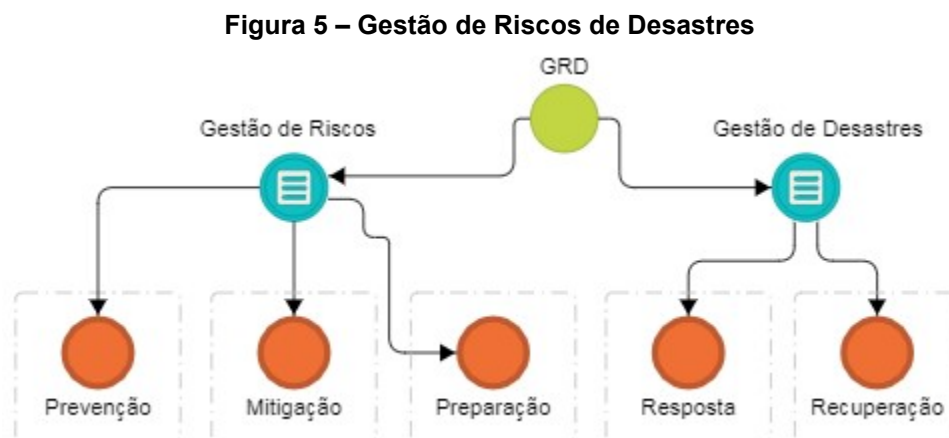 Figura 5 – Gestão de Riscos de Desastres
GRD
Gestão de Riscos
Gestão de Desastres
Prevenção
Mitigação
Preparação
Resposta
Recuperação